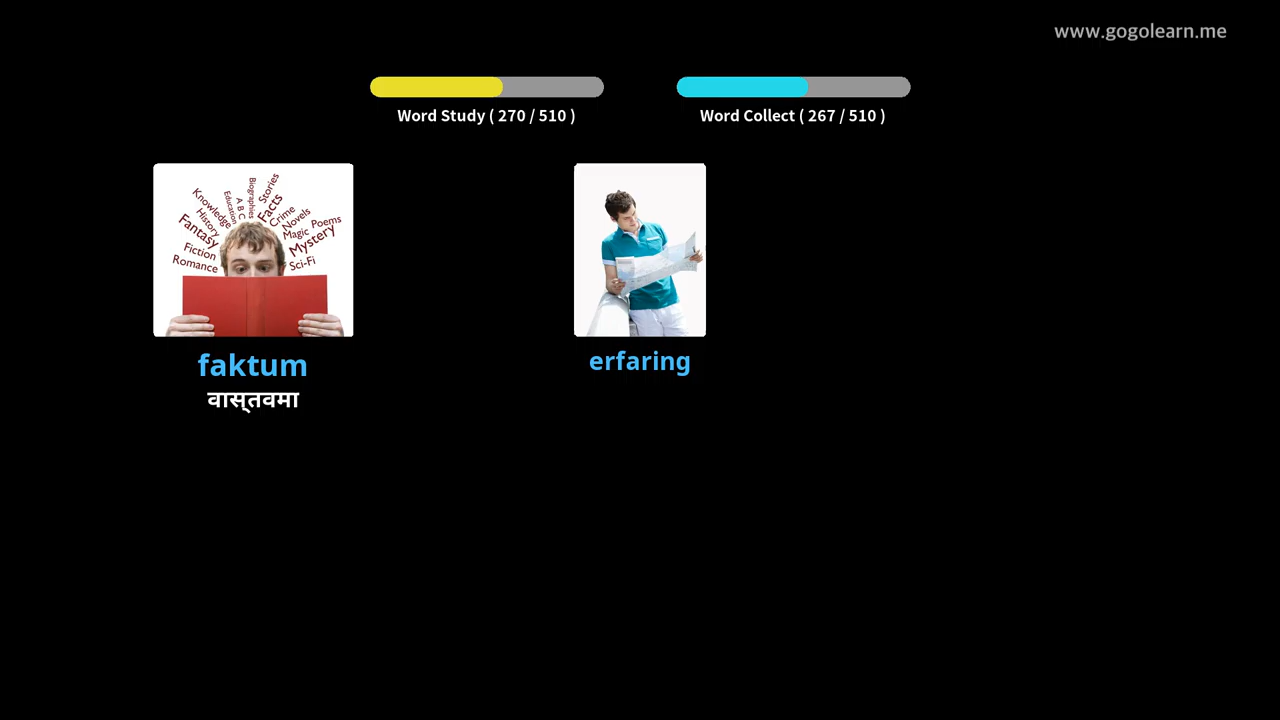 www.gogolearn.me
Word Study ( 270 / 510 )
Word Collect ( 267 / 510 )
Knowledge
History
Fantasy
Fiction
Romance
Education
A B C
Biographies
Stories
Facts
Crime
Novels
Magic
Poems
Mystery
Sci-Fi
faktum
वास्तवमा
erfaring